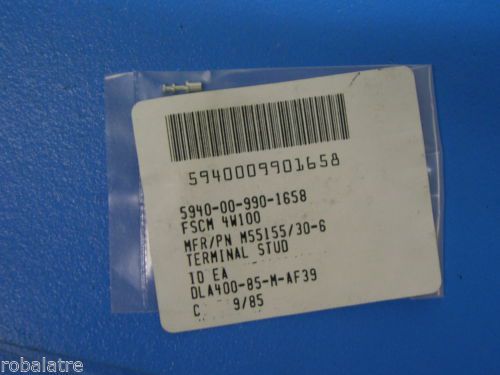 5940009901658
5940-00-990-1658
FSCM 4W100
MFR/PN M55155/30-6
TERMINAL STUD
10 EA
DLA400-85-M-AF39
C 9/85
robalatre